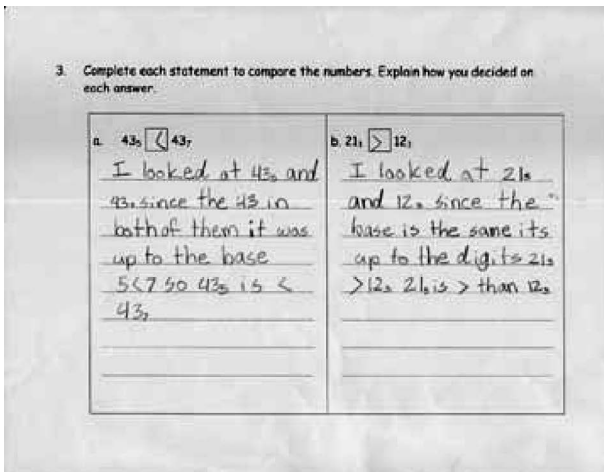 3. Complete each statement to compare the numbers. Explain how you decided on
each answer.
a. 43₅ < 43₇
I looked at 43₅ and
43₇ since the 43 in
both of them it was
up to the base
5<7 so 43₅ is <
43₇
b. 21₃ > 12₃
I looked at 21₃
and 12₃ since the
base is the same its
up to the digits 21₃
>12₃ 21₃ is > than 12₃